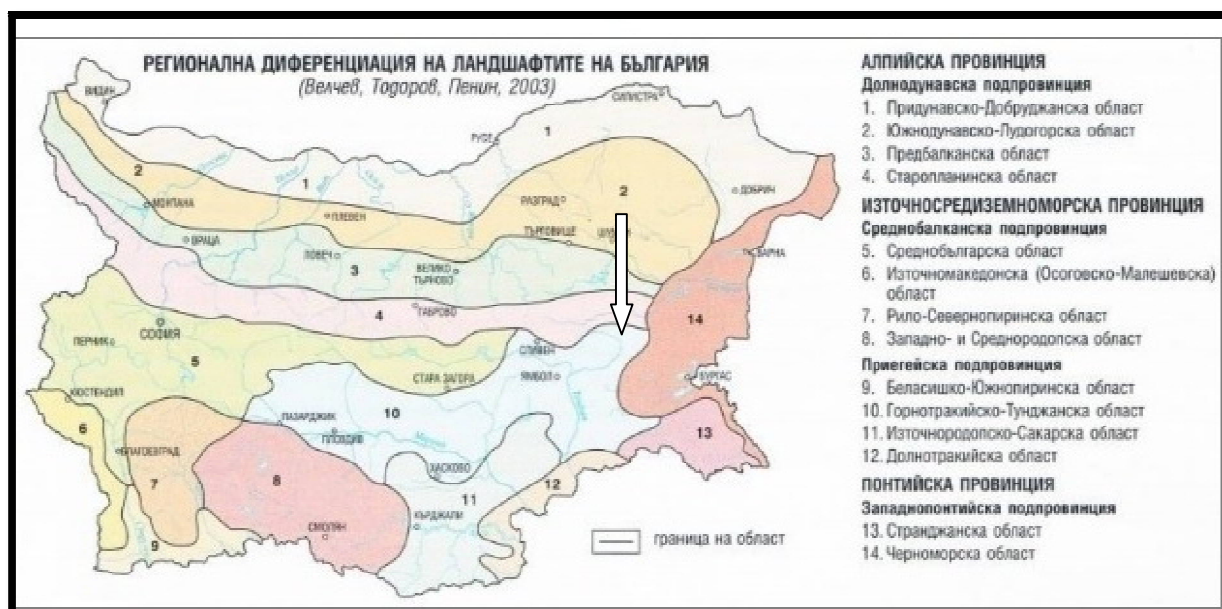 РЕГИОНАЛНА ДИФЕРЕНЦИАЦИЯ НА ЛАНДШАФТИТЕ НА БЪЛГАРИЯ
(Велчев, Тодоров, Пенин, 2003)
ВИДИН
СИЛИСТРА
РУСЕ
1
1
2
2
МОНТАНА
ПЛЕВЕН
РАЗГРАД
ДОБРИЧ
ВРАЦА
ЛОВЕЧ
ТЪРГОВИЩЕ
ВАРНА
3
ВЕЛИКО
ТЪРНОВО
4
ГАБРОВО
14
СОФИЯ
ПЕРНИК
5
СЛИВЕН
СТАРА ЗАГОРА
ЯМБОЛ
БУРГАС
КЮСТЕНДИЛ
6
ПАЗАРДЖИК
10
ПЛОВДИВ
13
БЛАГОЕВГРАД
7
8
ХАСКОВО
11
12
СМОЛЯН
КЪРДЖАЛИ
9
граница на област
АЛПИЙСКА ПРОВИНЦИЯ
Долнодунавска подпровинция
1. Придунавско-Добруджанска област
2. Южнодунавско-Лудогорска област
3. Предбалканска област
4. Старопланинска област
ИЗТОЧНОСРЕДИЗЕМНОМОРСКА ПРОВИНЦИЯ
Среднобалканска подпровинция
5. Среднобългарска област
6. Източномакедонска (Осоговско-Малешевска)
област
7. Рило-Севернопиринска област
8. Западно- и Среднородопска област
Приегейска подпровинция
9. Беласишко-Южнопиринска област
10. Горнотракийско-Тунджанска област
11. Източнородопско-Сакарска област
12. Долнотракийска област
ПОНТИЙСКА ПРОВИНЦИЯ
Западнопонтийска подпровинция
13. Странджанска област
14. Черноморска област